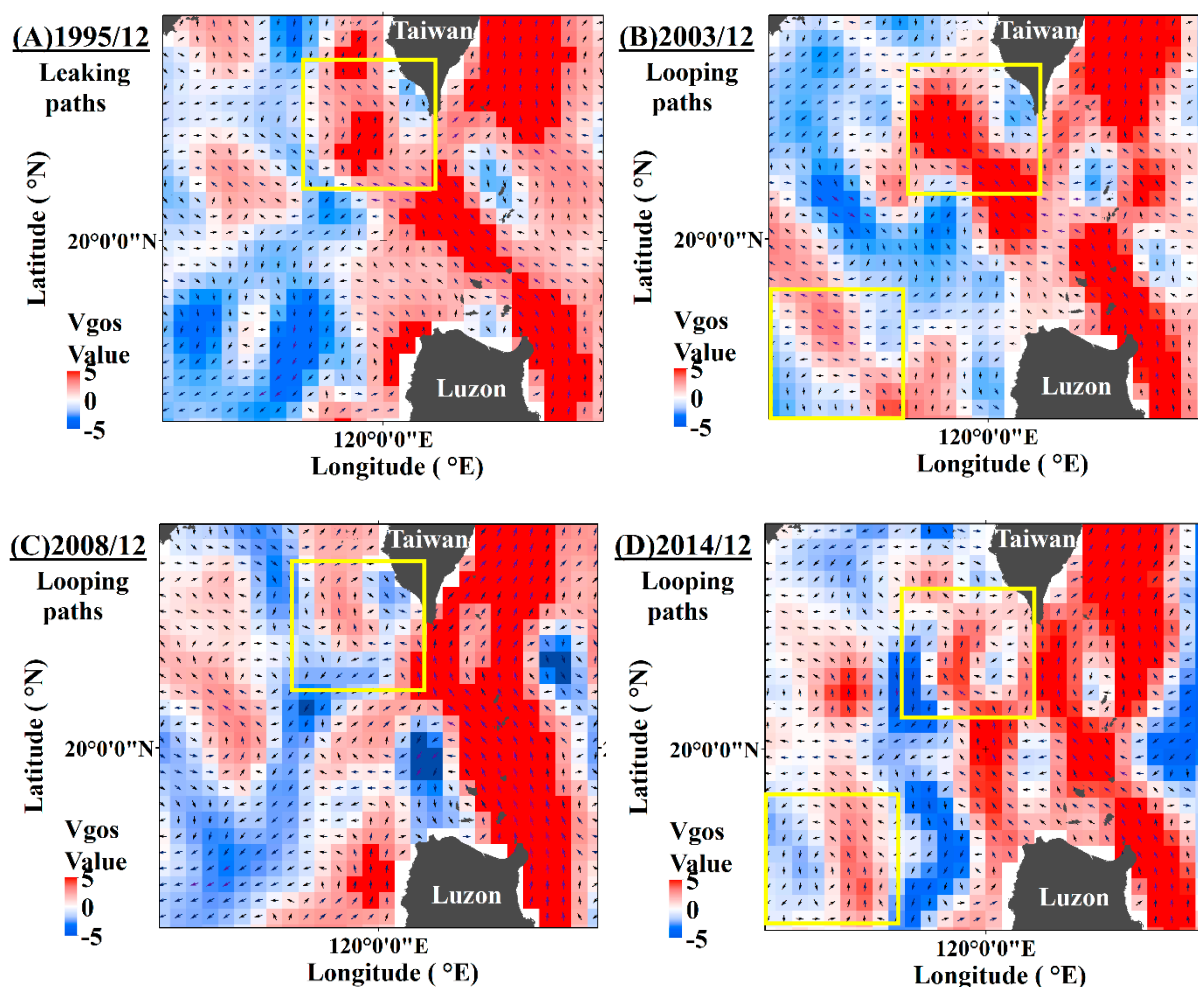 (A)1995/12
Leaking
paths
Taiwan
Latitude ( °N)
20°0'0"N
Vgos
Value
5
0
-5
Luzon
120°0'0"E
Longitude ( °E)
(B)2003/12
Looping
paths
Taiwan
Latitude ( °N)
20°0'0"N
Vgos
Value
5
0
-5
Luzon
120°0'0"E
Longitude ( °E)
(C)2008/12
Looping
paths
Taiwan
Latitude ( °N)
20°0'0"N
Vgos
Value
5
0
-5
Luzon
120°0'0"E
Longitude ( °E)
(D)2014/12
Looping
paths
Taiwan
Latitude ( °N)
20°0'0"N
Vgos
Value
5
0
-5
Luzon
120°0'0"E
Longitude ( °E)